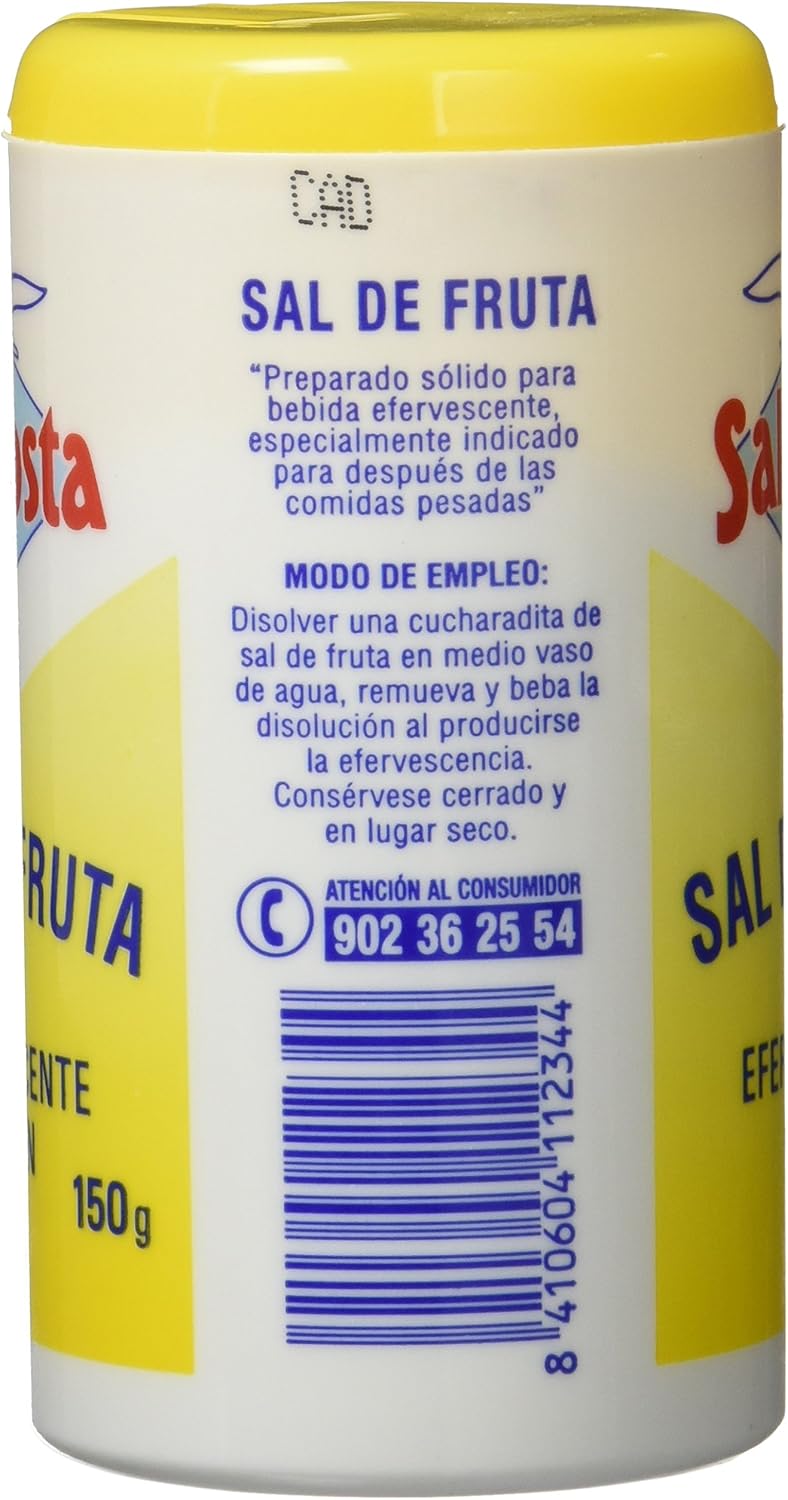 CAD
SAL DE FRUTA
“Preparado sólido para
bebida efervescente,
especialmente indicado
para después de las
comidas pesadas”
MODO DE EMPLEO:
Disolver una cucharadita de
sal de fruta en medio vaso
de agua, remueva y beba la
disolución al producirse
la efervescencia.
Consérvese cerrado y
en lugar seco.
ATENCIÓN AL CONSUMIDOR
902 36 25 54
8 410604 112344
FRUTA
150 g
SAL